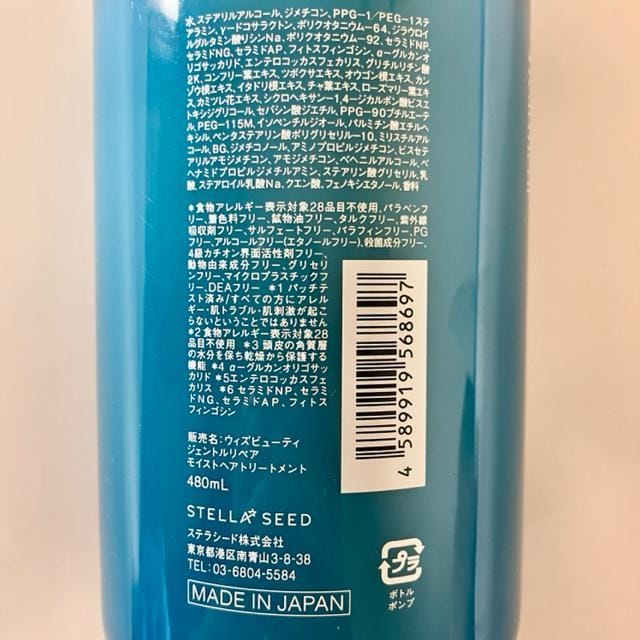 水、ステアリルアルコール、ジメチコン、PPG-1/PEG-1ステ
アラミン、γ-ドコサラクトン、ポリクオタニウム-64、ジラウロイ
ルグルタミン酸リシンNa、ポリクオタニウム-92、セラミドNP、
セラミドNG、セラミドAP、フィトスフィンゴシン、α-グルカンオ
リゴサッカリド、エンテロコッカスフェカリス、グリチルリチン酸
2K、コンフリー葉エキス、ツボクサエキス、オウゴン根エキス、カン
ゾウ根エキス、イタドリ根エキス、チャ葉エキス、ローズマリー葉エ
キス、カミツレ花エキス、シクロヘキサン-1,4-ジカルボン酸ビスエ
トキシジグリコール、セバシン酸ジエチル、PPG-90ブチルエーテ
ル、PEG-115M、イソペンチルジオール、パルミチン酸エチルヘ
キシル、ペンタステアリン酸ポリグリセリル-10、ミリスチルアルコ
ール、BG、ジメチコノール、アミノプロピルジメチコン、ビスセテ
アリルアモジメチコン、アモジメチコン、ベヘニルアルコール、ベ
ヘナミドプロピルジメチルアミン、ステアリン酸グリセリル、乳
酸、ステアロイル乳酸Na、クエン酸、フェノキシエタノール、香料
*食物アレルギー表示対象28品目不使用、パラベンフ
リー、着色料フリー、鉱物油フリー、タルクフリー、紫外線
吸収剤フリー、サルフェートフリー、パラフィンフリー、PG
フリー、アルコールフリー(エタノールフリー)、殺菌成分フリー、
4級カチオン界面活性剤フリー、
動物由来成分フリー、グリセリ
ンフリー、マイクロプラスチックフ
リー、DEAフリー *1 パッチテ
スト済み/すべての方にアレル
ギー・肌トラブル・肌刺激が起こ
らないということではありません
*2 食物アレルギー表示対象28
品目不使用 *3 頭皮の角質層
の水分を保ち乾燥から保護する
機能 *4 α-グルカンオリゴサッ
カリド *5エンテロコッカスフェ
カリス *6 セラミドNP、セラミ
ドNG、セラミドAP、フィトス
フィンゴシン
販売名:ウィズビューティ
ジェントルリペア
モイストヘアトリートメント
480mL
STELLA SEED
ステラシード株式会社
東京都港区南青山3-8-38
TEL:03-6804-5584
MADE IN JAPAN
4 589919 568697
プラ
ボトル
ポンプ